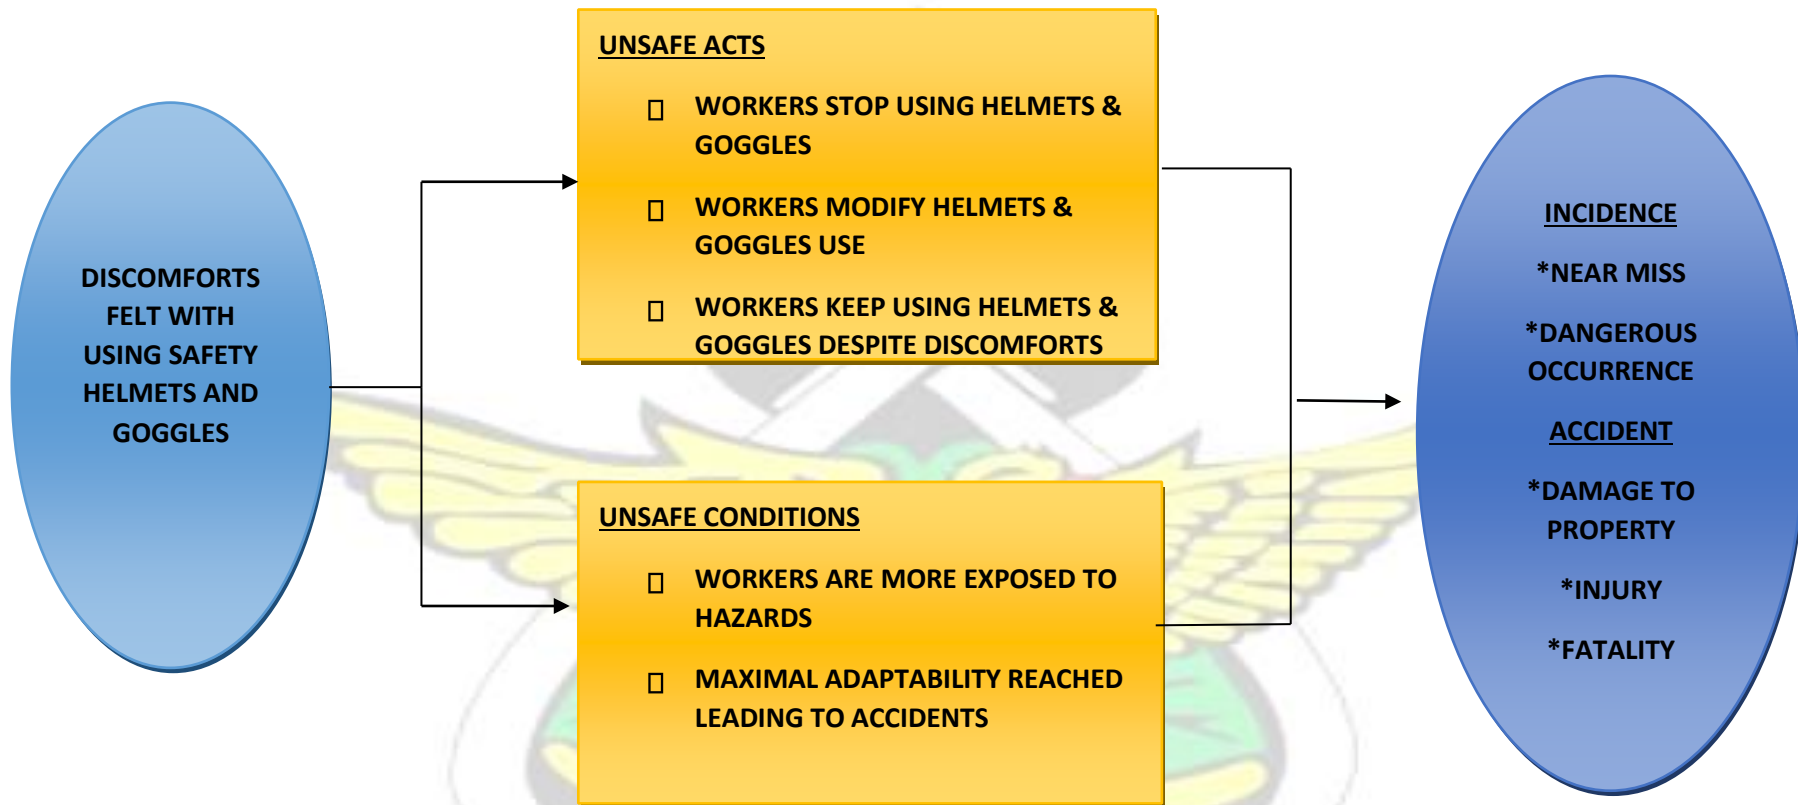 DISCOMFORTS
FELT WITH
USING SAFETY
HELMETS AND
GOGGLES
UNSAFE ACTS
WORKERS STOP USING HELMETS &
GOGGLES
WORKERS MODIFY HELMETS &
GOGGLES USE
WORKERS KEEP USING HELMETS &
GOGGLES DESPITE DISCOMFORTS
UNSAFE CONDITIONS
WORKERS ARE MORE EXPOSED TO
HAZARDS
MAXIMAL ADAPTABILITY REACHED
LEADING TO ACCIDENTS
INCIDENCE
*NEAR MISS
*DANGEROUS
OCCURRENCE
ACCIDENT
*DAMAGE TO
PROPERTY
*INJURY
*FATALITY